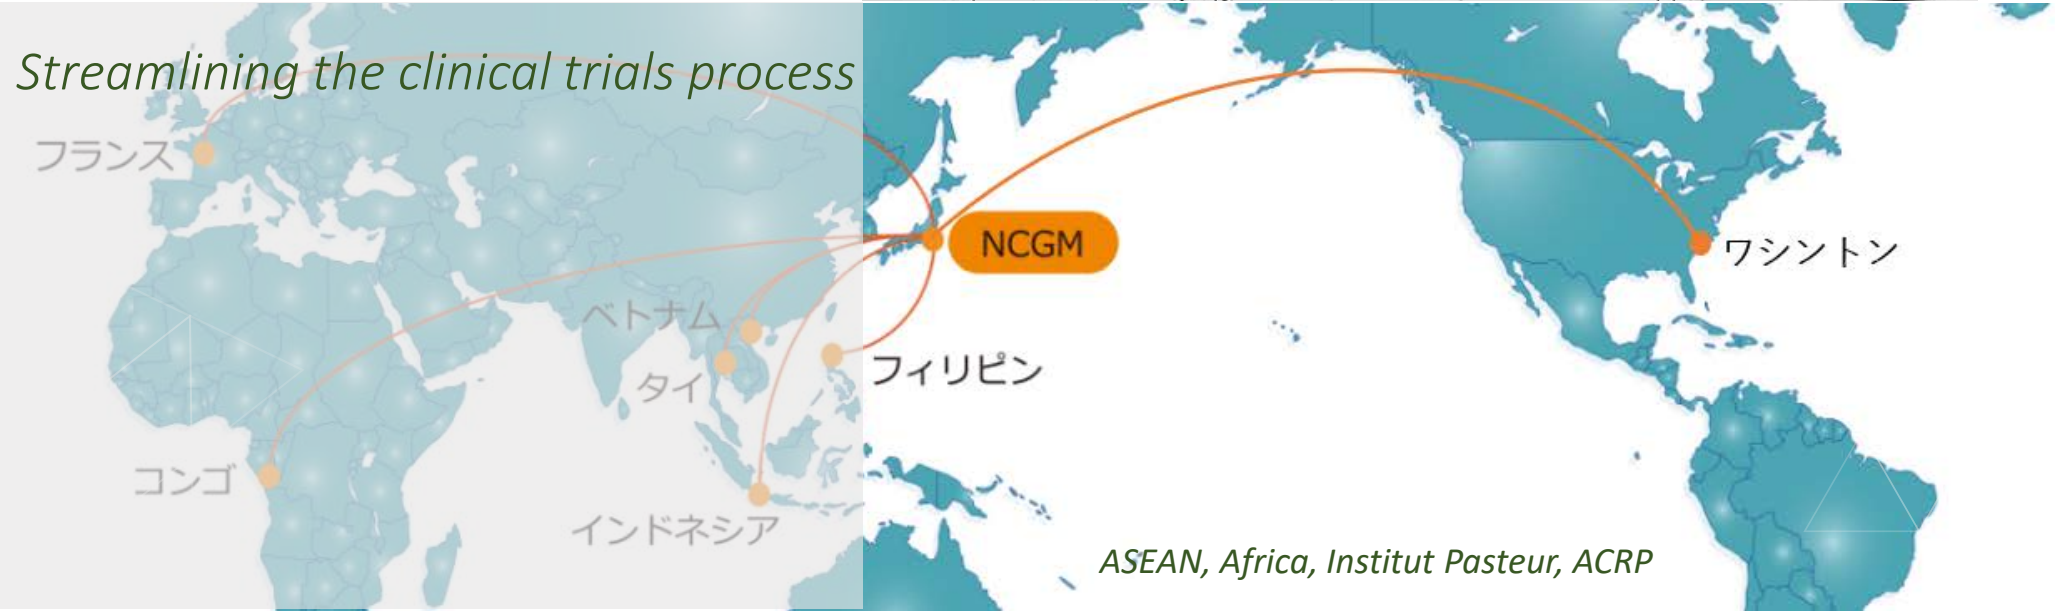 Streamlining the clinical trials process
フランス
NCGM
ワシントン
ベトナム
フィリピン
タイ
コンゴ
インドネシア
ASEAN, Africa, Institut Pasteur, ACRP